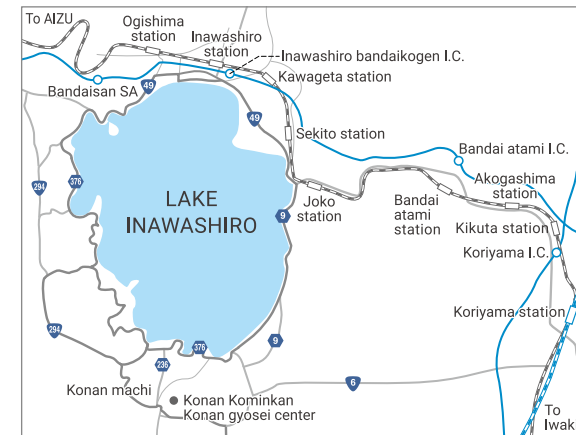 To AIZU
Ogishima
station
Inawashiro
station
Inawashiro bandaikogen I.C.
Kawageta station
Bandaisan SA
49
49
Sekito station
Bandai atami I.C.
Akogashima
station
294
376
LAKE
INAWASHIRO
Joko
station
Bandai
atami
station
9
Kikuta station
Koriyama I.C.
Koriyama station
294
376
9
236
6
Konan machi
Konan Kominkan
Konan gyosei center
To
Iwak